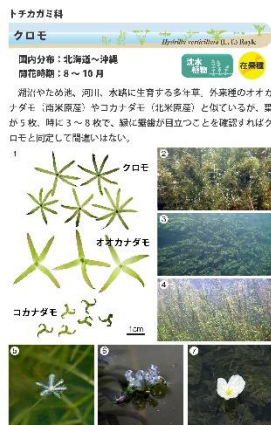 トチカガミ科
クロモ
Hydrilla verticillata (L.f.) Royle
国内分布：北海道～沖縄
開花時期：8 ～ 10 月
沈水植物
在来種
湖沼やため池、河川、水路に生育する多年草。外来種のオオカ
ナダモ（南米原産）やコカナダモ（北米原産）と似ているが、葉
が 5 枚、時に 3 ～ 8 枚で、縁に鋸歯が目立つことを確認すればク
ロモと同定して間違いはない。
1
クロモ
オオカナダモ
コカナダモ
1cm
2
3
4
5
6
7